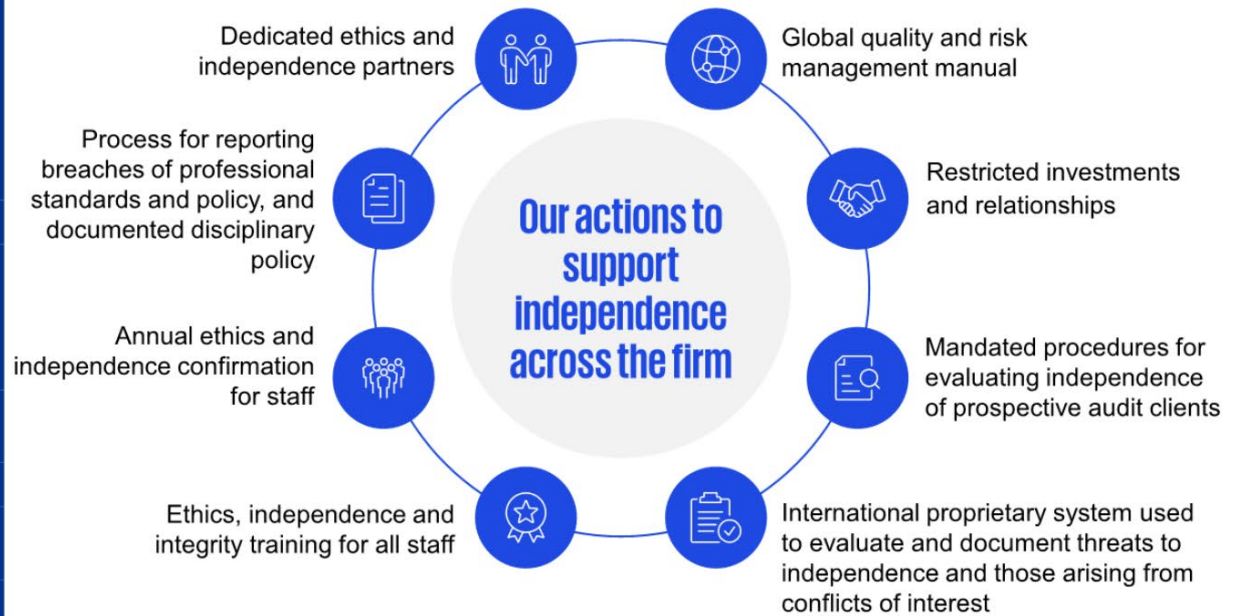 Our actions to
support
independence
across the firm
Global quality and risk
management manual
Restricted investments
and relationships
Mandated procedures for
evaluating independence
of prospective audit clients
International proprietary system used
to evaluate and document threats to
independence and those arising from
conflicts of interest
Ethics, independence and
integrity training for all staff
Annual ethics and
independence confirmation
for staff
Process for reporting
breaches of professional
standards and policy, and
documented disciplinary
policy
Dedicated ethics and
independence partners